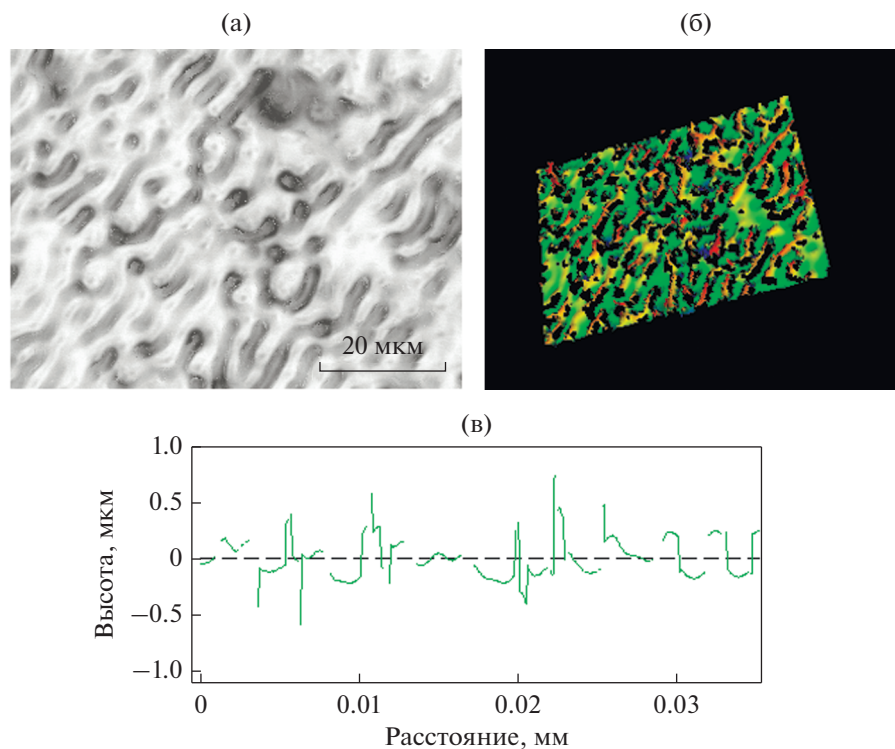 (а)
(б)
20 мкм
(в)
1.0
0.5
0
−0.5
−1.0
Высота, мкм
0
0.01
0.02
0.03
Расстояние, мм